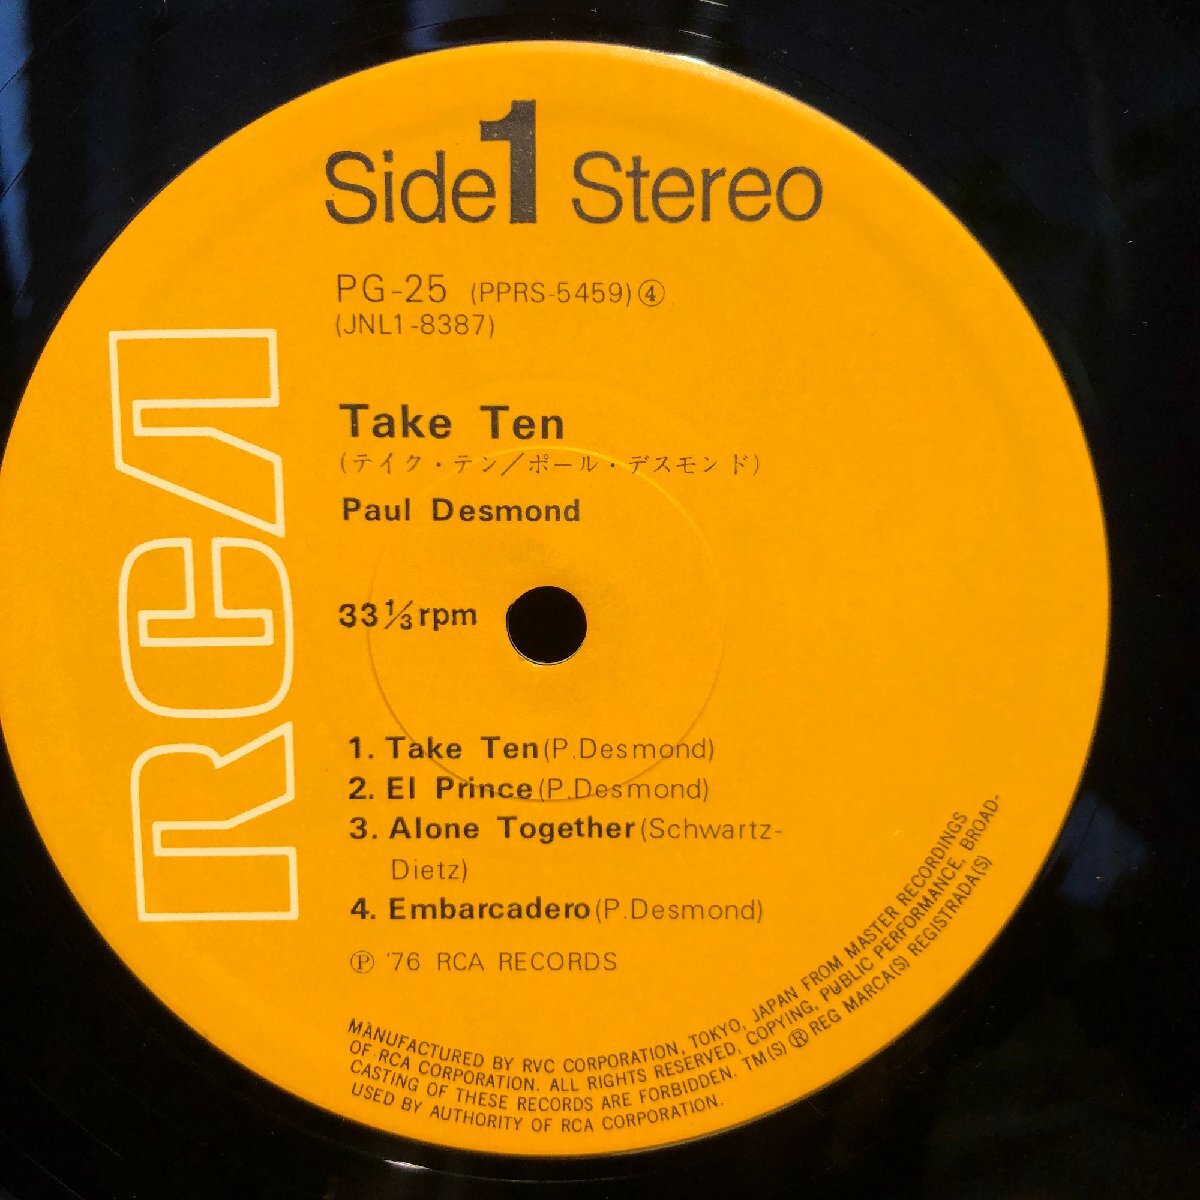 Side 1 Stereo
PG-25 (PPRS-5459)④
(JNL1-8387)
Take Ten
(テイク・テン/ポール・デスモンド)
Paul Desmond
33⅓rpm
1. Take Ten (P.Desmond)
2. El Prince (P.Desmond)
3. Alone Together (Schwartz-
Dietz)
4. Embarcadero (P.Desmond)
℗ '76 RCA RECORDS
RCA
MANUFACTURED BY RVC CORPORATION, TOKYO, JAPAN FROM MASTER RECORDINGS
OF RCA CORPORATION. ALL RIGHTS RESERVED, COPYING, PUBLIC PERFORMANCE, BROAD-
CASTING OF THESE RECORDS ARE FORBIDDEN. TM(S) ® REG MARCA(S) REGISTRADA(S)
USED BY AUTHORITY OF RCA CORPORATION.